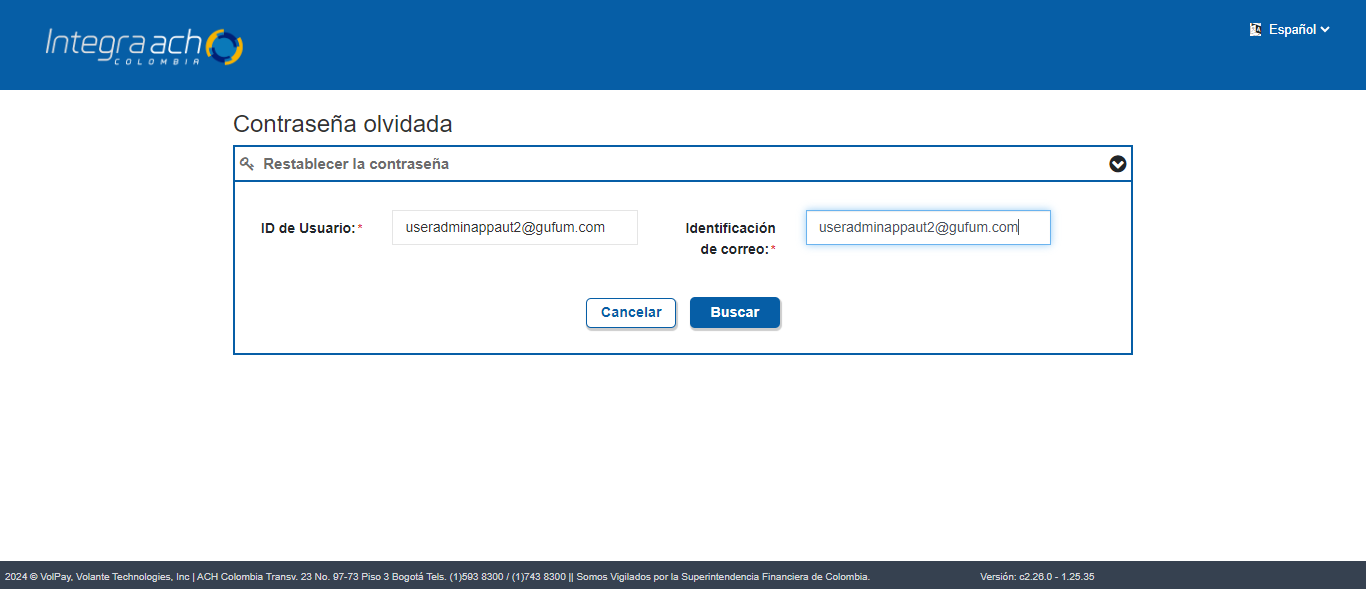 Integra ach
COLOMBIA
Español
Contraseña olvidada
Restablecer la contraseña
ID de Usuario:*
useradminappaut2@gufum.com
Identificación
de correo:*
useradminappaut2@gufum.com
Cancelar
Buscar
2024 © VolPay, Volante Technologies, Inc | ACH Colombia Transv. 23 No. 97-73 Piso 3 Bogotá Tels. (1)593 8300 / (1)743 8300 || Somos Vigilados por la Superintendencia Financiera de Colombia.
Versión: c2.26.0 - 1.25.35